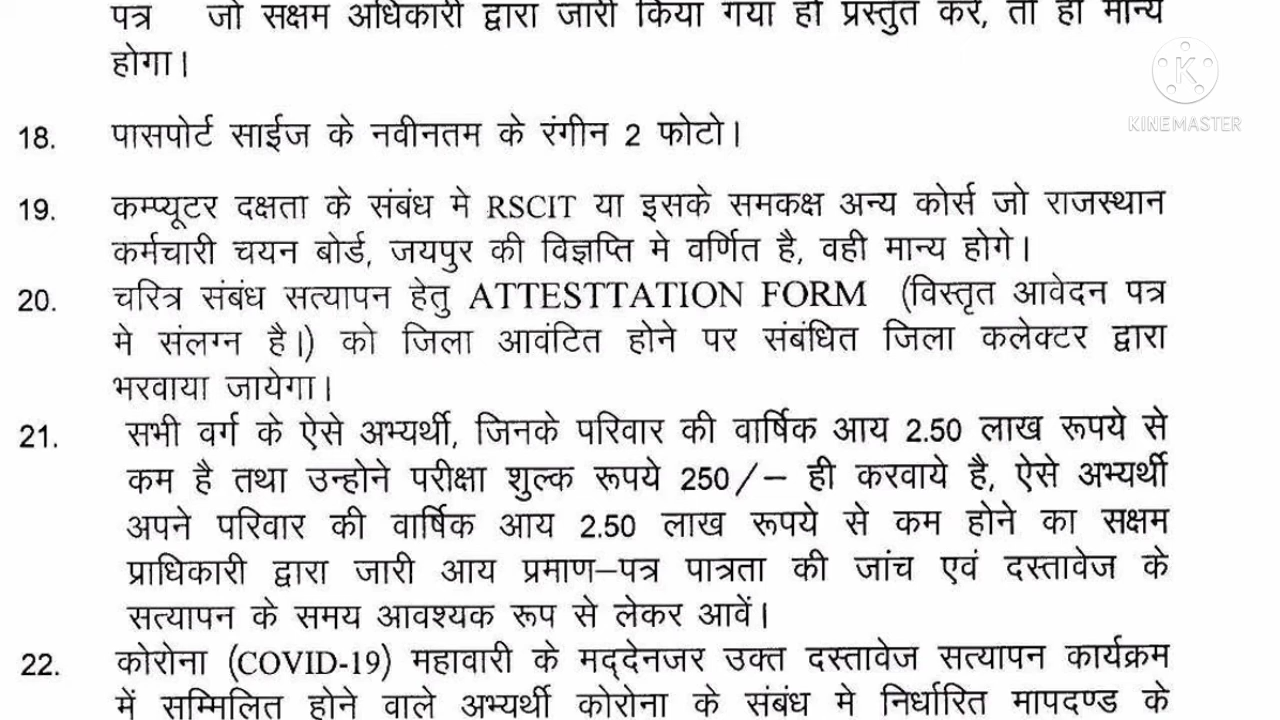 पत्र जो सक्षम अधिकारी द्वारा जारी किया गया हो प्रस्तुत करें, तो ही मान्य
होगा।
18. पासपोर्ट साईज के नवीनतम के रंगीन 2 फोटो।
19. कम्प्यूटर दक्षता के संबंध मे RSCIT या इसके समकक्ष अन्य कोर्स जो राजस्थान
कर्मचारी चयन बोर्ड, जयपुर की विज्ञप्ति मे वर्णित है, वही मान्य होगे।
20. चरित्र संबंध सत्यापन हेतु ATTESTTATION FORM (विस्तृत आवेदन पत्र
मे संलग्न है।) को जिला आवंटित होने पर संबंधित जिला कलेक्टर द्वारा
भरवाया जायेगा।
21. सभी वर्ग के ऐसे अभ्यर्थी, जिनके परिवार की वार्षिक आय 2.50 लाख रूपये से
कम है तथा उन्होने परीक्षा शुल्क रूपये 250/– ही करवाये है, ऐसे अभ्यर्थी
अपने परिवार की वार्षिक आय 2.50 लाख रूपये से कम होने का सक्षम
प्राधिकारी द्वारा जारी आय प्रमाण–पत्र पात्रता की जांच एवं दस्तावेज के
सत्यापन के समय आवश्यक रूप से लेकर आवें।
22. कोरोना (COVID-19) महावारी के मद्देनजर उक्त दस्तावेज सत्यापन कार्यक्रम
में सम्मिलित होने वाले अभ्यर्थी कोरोना के संबंध मे निर्धारित मापदण्ड के
K
KINEMASTER